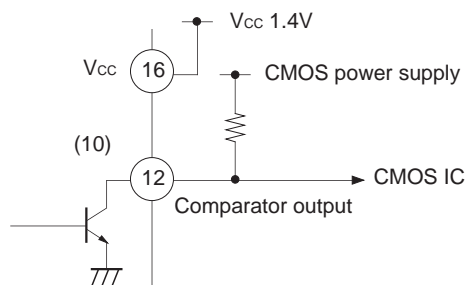 Vcc 1.4V
Vcc
16
CMOS power supply
(10)
12
CMOS IC
Comparator output